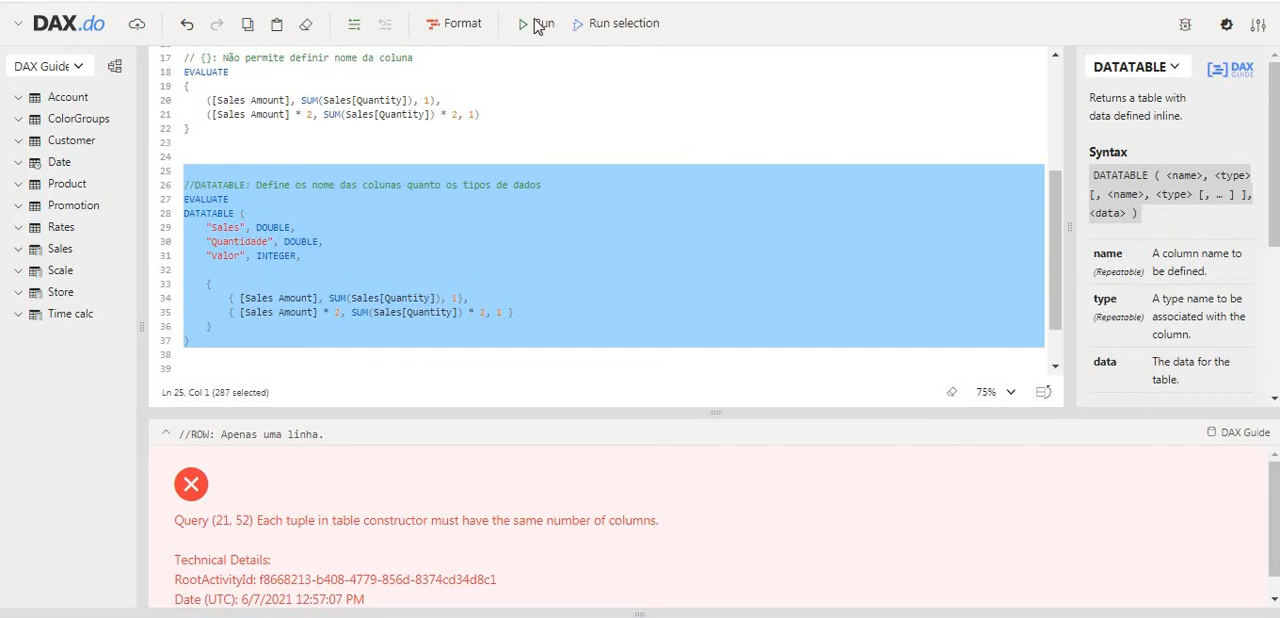 DAX.do
Format
Run
Run selection
DAX Guide
Account
ColorGroups
Customer
Date
Product
Promotion
Rates
Sales
Scale
Store
Time calc
17 // {}: Não permite definir nome da coluna
18 EVALUATE
19 {
20 ([Sales Amount], SUM(Sales[Quantity]), 1),
21 ([Sales Amount] * 2, SUM(Sales[Quantity]) * 2, 1)
22 }
23
24
25
26 //DATATABLE: Define os nome das colunas quanto os tipos de dados
27 EVALUATE
28 DATATABLE (
29 "Sales", DOUBLE,
30 "Quantidade", DOUBLE,
31 "Valor", INTEGER,
32
33 {
34 { [Sales Amount], SUM(Sales[Quantity]), 1},
35 { [Sales Amount] * 2, SUM(Sales[Quantity]) * 2, 1 }
36 }
37 )
38
39
Ln 25, Col 1 (287 selected)
75%
DATATABLE
DAX GUIDE
Returns a table with
data defined inline.
Syntax
DATATABLE ( <name>, <type>
[, <name>, <type> [, … ] ],
<data> )
name A column name to
(Repeatable) be defined.
type A type name to be
(Repeatable) associated with the
column.
data The data for the
table.
//ROW: Apenas uma linha.
DAX Guide
Query (21, 52) Each tuple in table constructor must have the same number of columns.
Technical Details:
RootActivityId: f8668213-b408-4779-856d-8374cd34d8c1
Date (UTC): 6/7/2021 12:57:07 PM